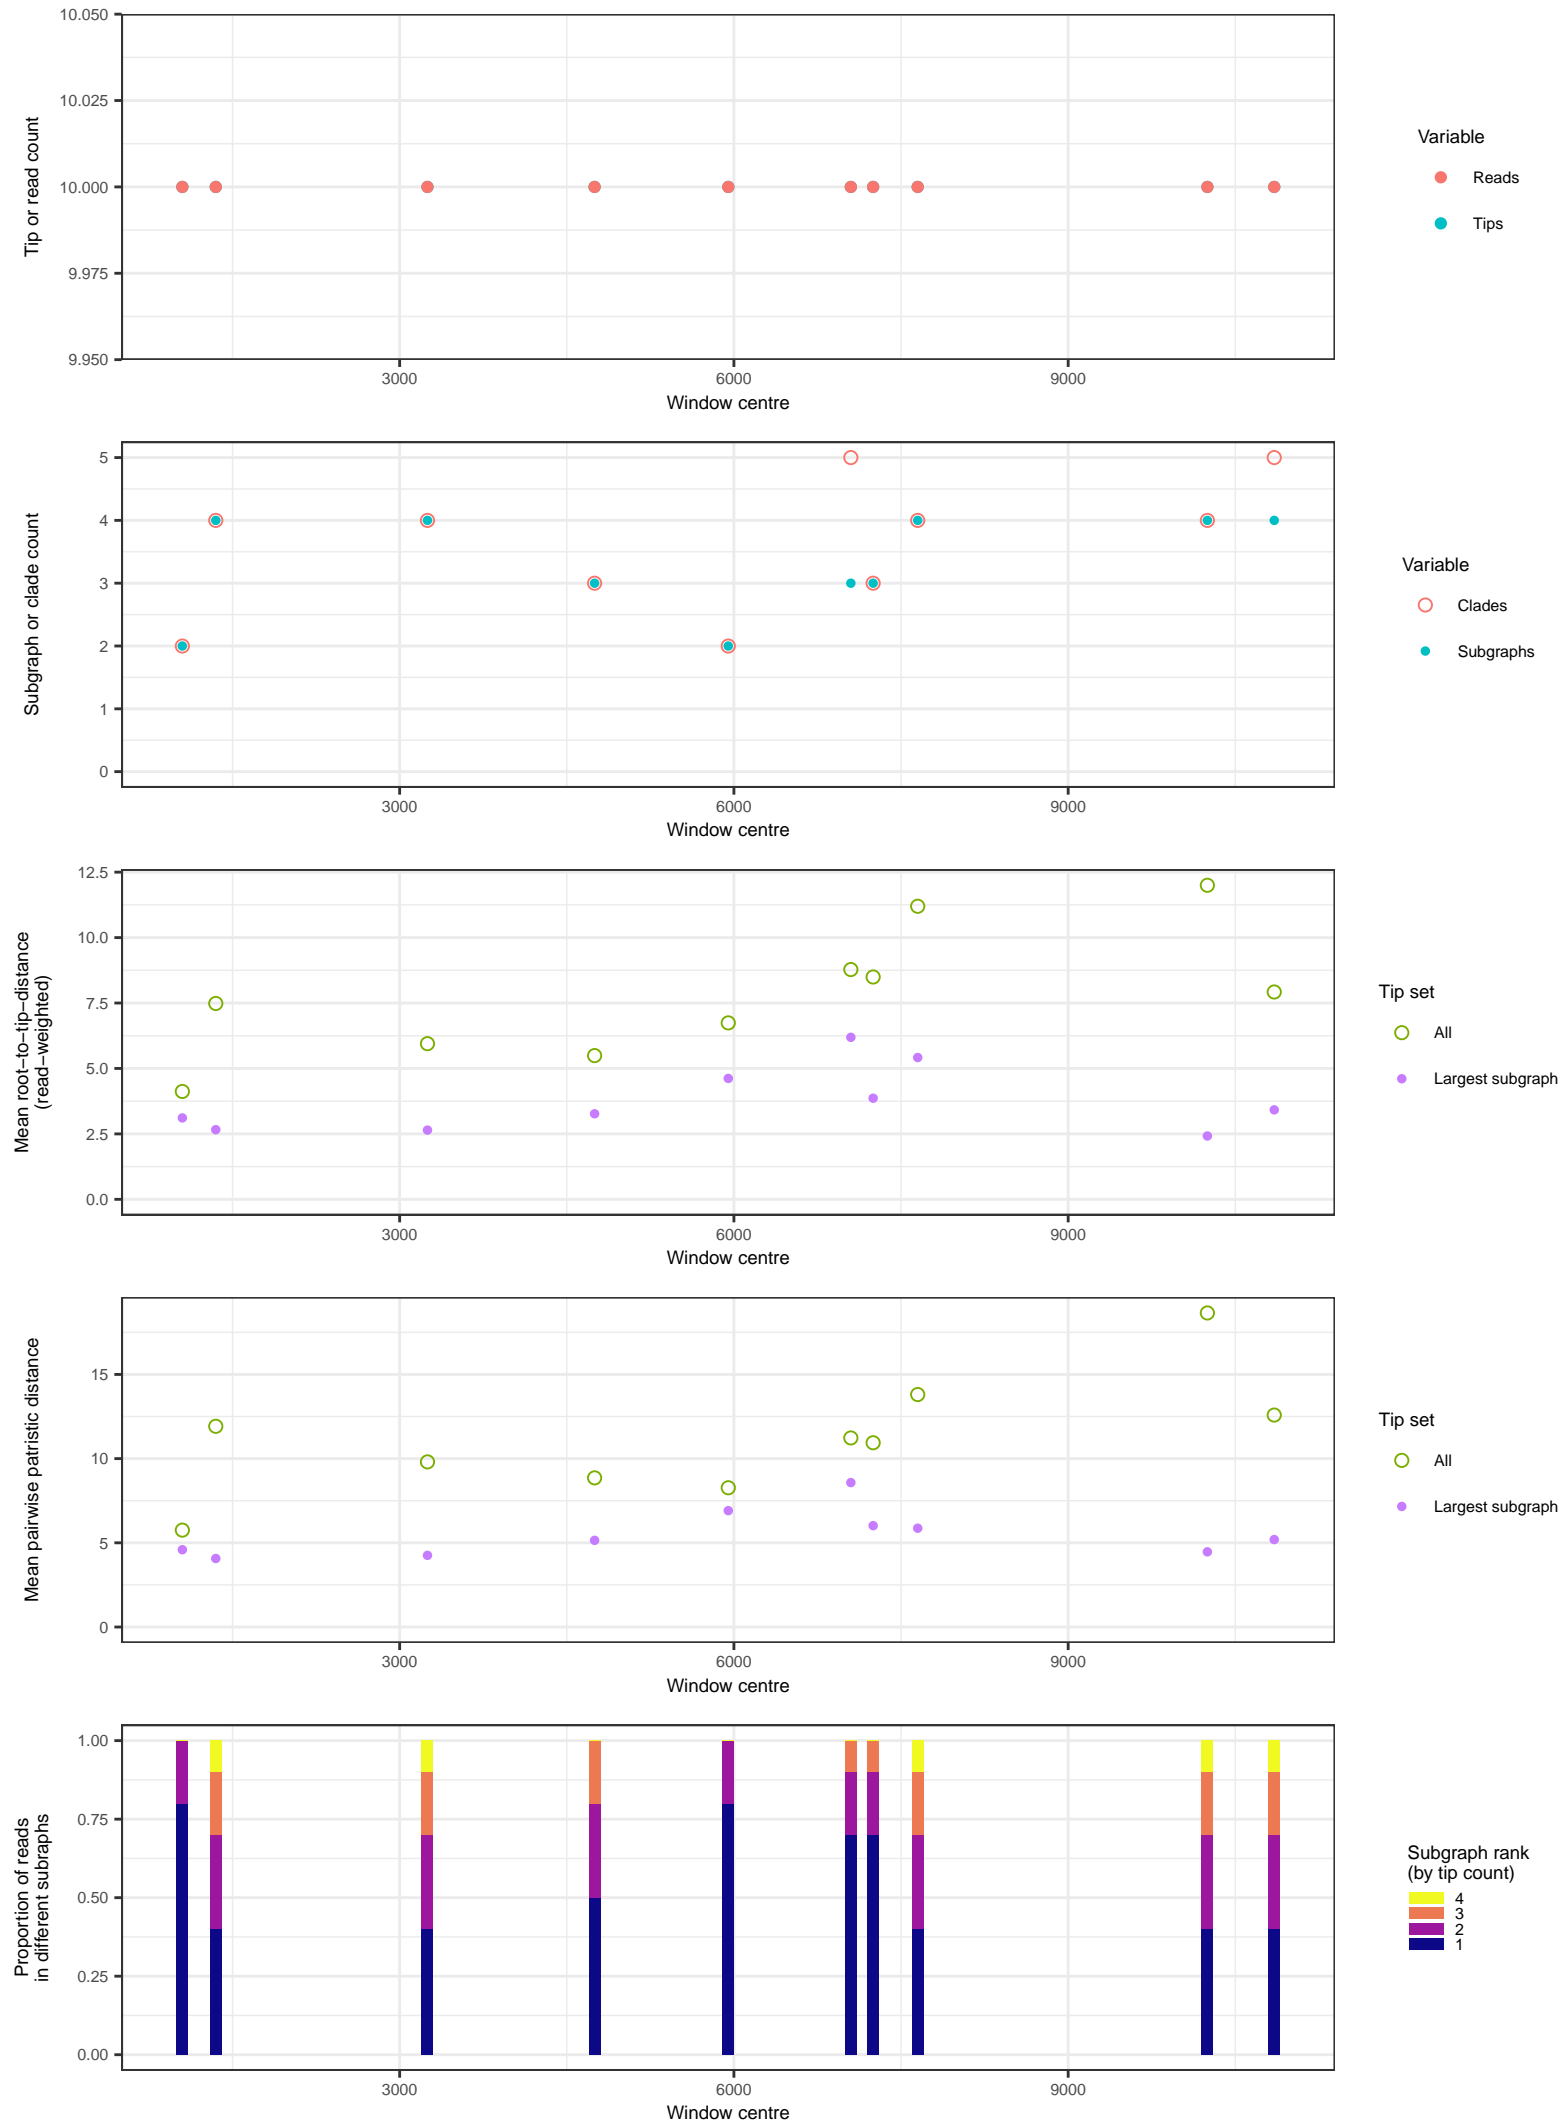 10.050
10.025
10.000
9.975
9.950
Tip or read count
3000 6000 9000
Window centre
Variable
Reads
Tips
5
4
3
2
1
0
Subgraph or clade count
3000 6000 9000
Window centre
Variable
Clades
Subgraphs
12.5
10.0
7.5
5.0
2.5
0.0
Mean root−to−tip−distance
(read−weighted)
3000 6000 9000
Window centre
Tip set
All
Largest subgraph
15
10
5
0
Mean pairwise patristic distance
3000 6000 9000
Window centre
Tip set
All
Largest subgraph
1.00
0.75
0.50
0.25
0.00
Proportion of reads
in different subraphs
3000 6000 9000
Window centre
Subgraph rank
(by tip count)
4
3
2
1